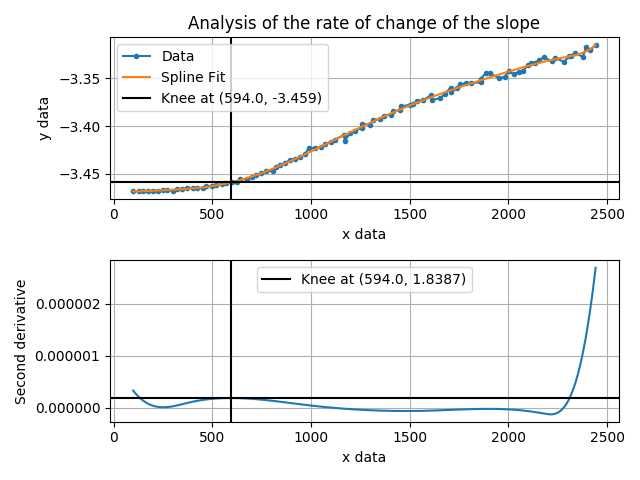 Analysis of the rate of change of the slope
Data
Spline Fit
Knee at (594.0, -3.459)
−3.35
−3.40
−3.45
y data
0 500 1000 1500 2000 2500
x data
Knee at (594.0, 1.8387)
0.000002
0.000001
0.000000
Second derivative
0 500 1000 1500 2000 2500
x data